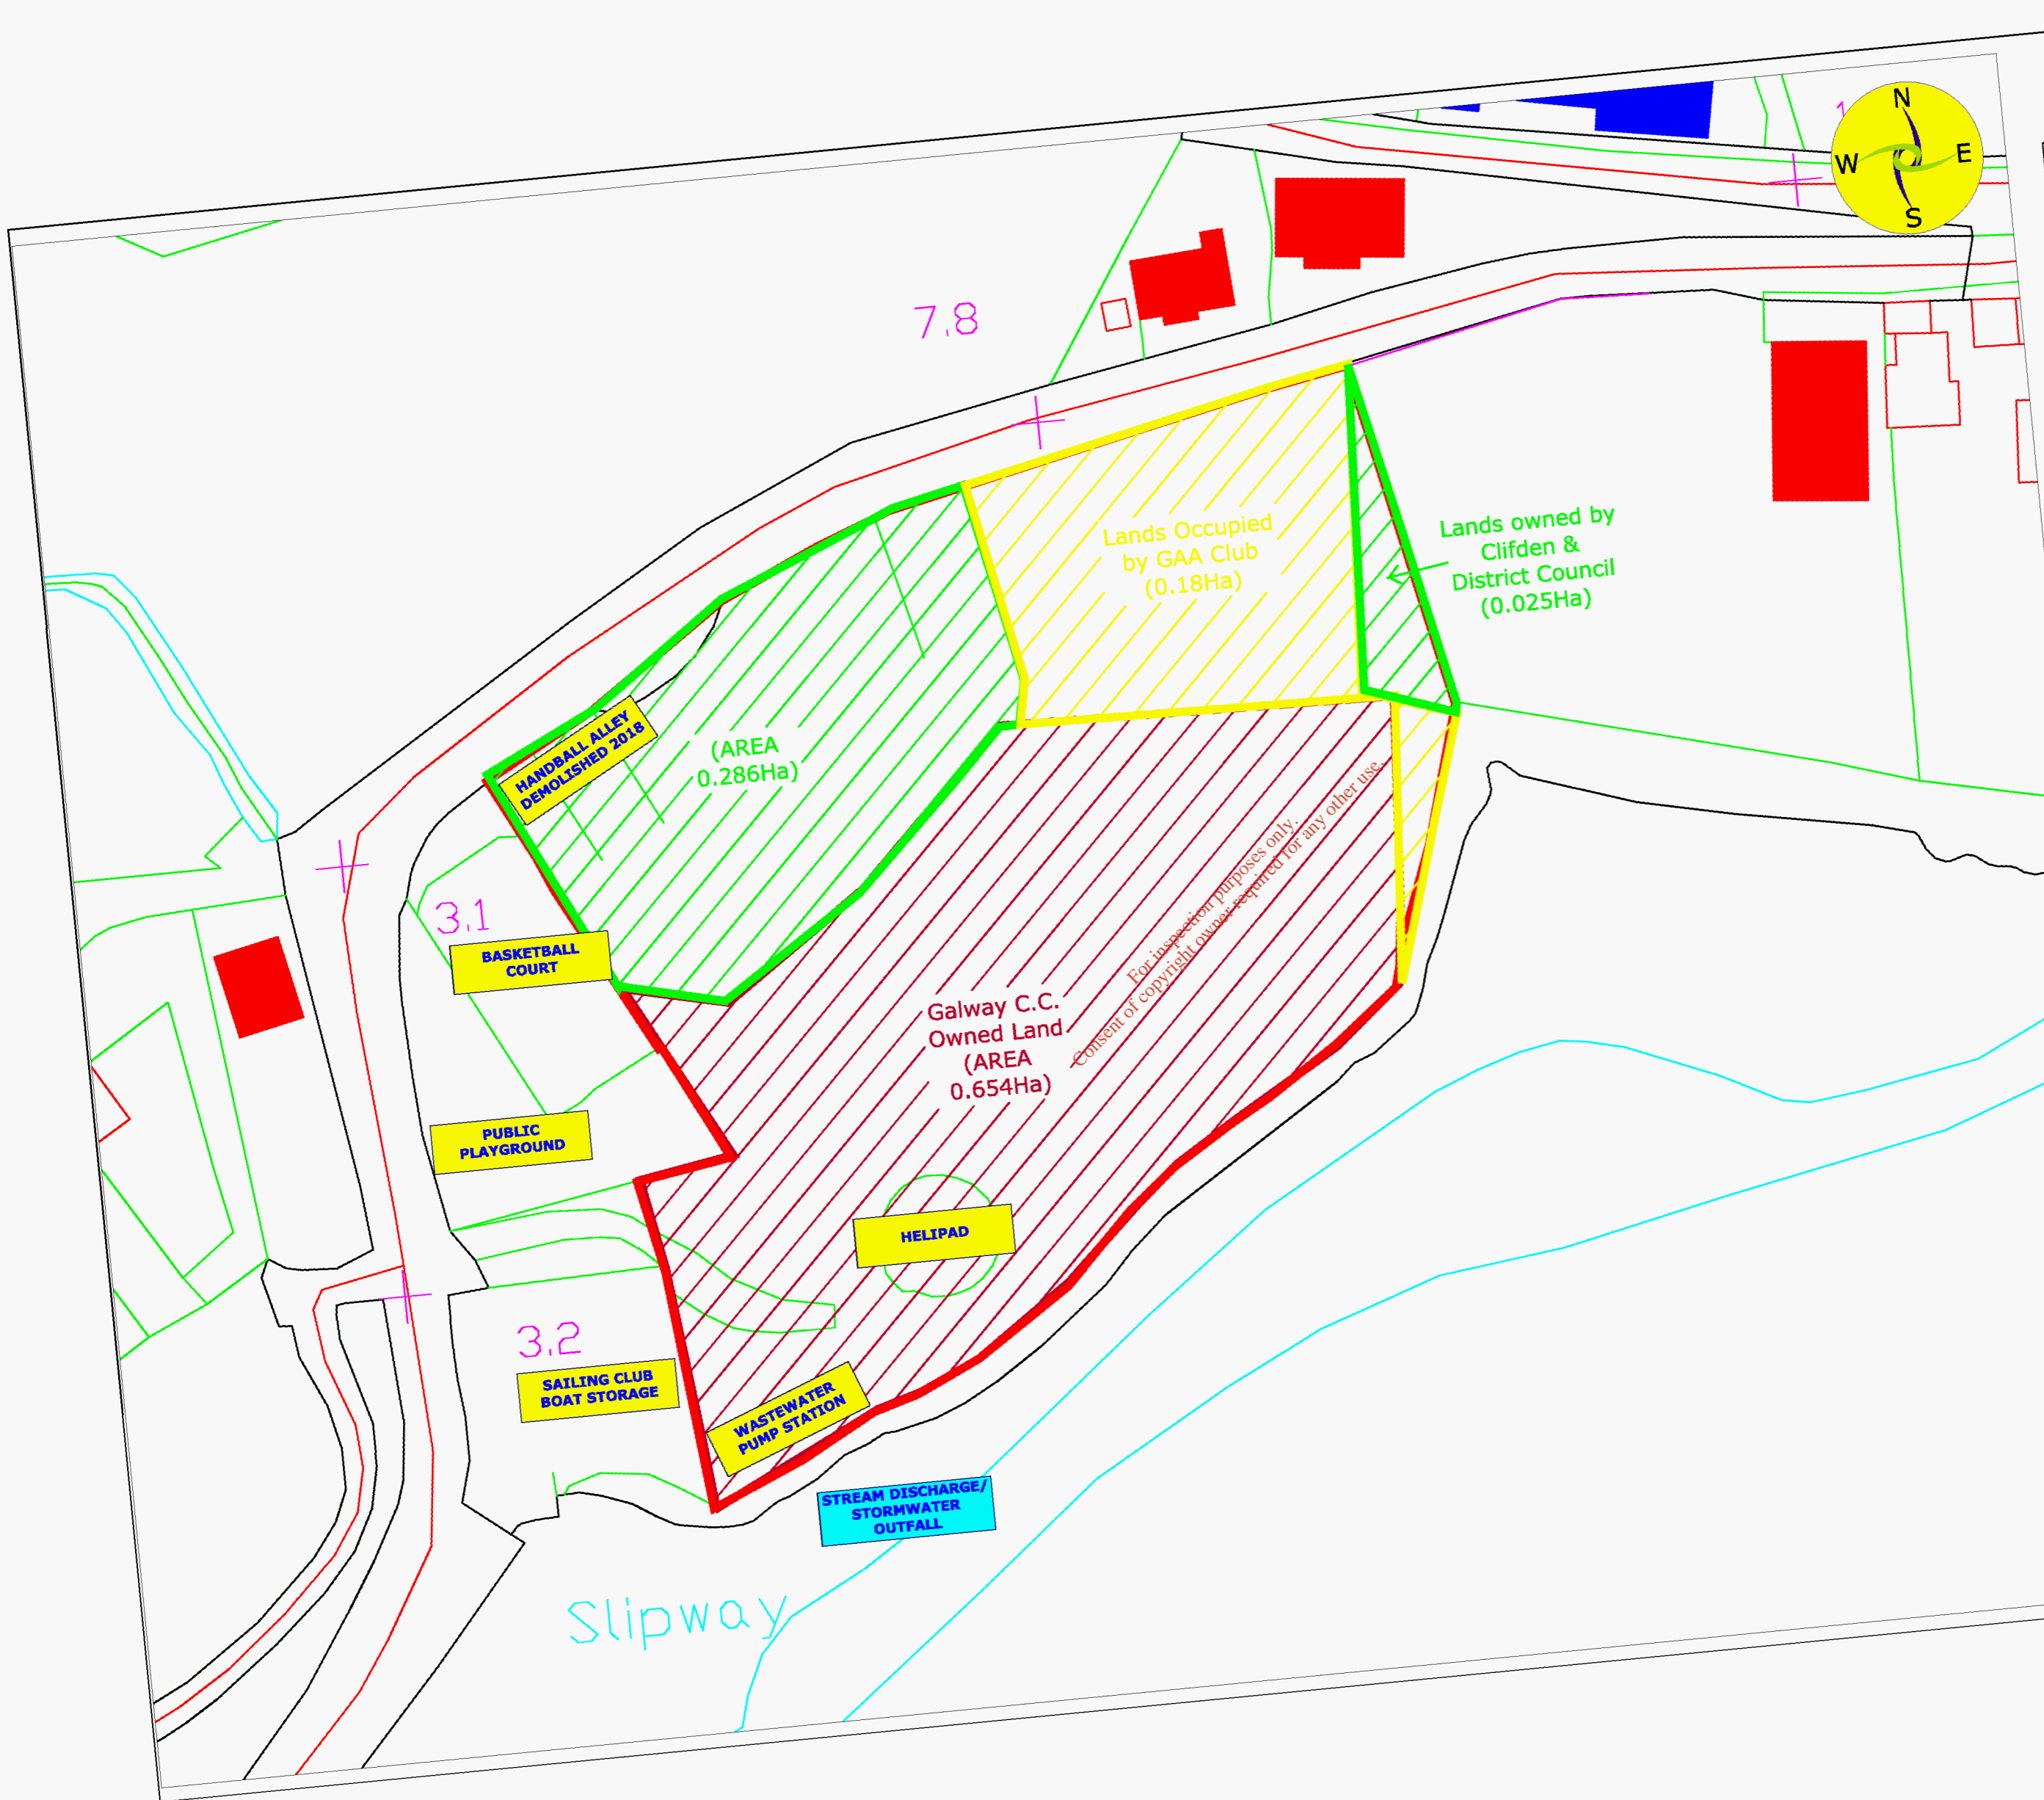 N
W
E
S
7.8
Lands Occupied
by GAA Club
(0.18Ha)
Lands owned by
Clifden &
District Council
(0.025Ha)
HANDBALL ALLEY
DEMOLISHED 2018
(AREA
0.286Ha)
3.1
BASKETBALL
COURT
For inspection purposes only.
Consent of copyright owner required for any other use.
Galway C.C.
Owned Land
(AREA
0.654Ha)
PUBLIC
PLAYGROUND
HELIPAD
3.2
SAILING CLUB
BOAT STORAGE
WASTEWATER
PUMP STATION
STREAM DISCHARGE/
STORMWATER
OUTFALL
Slipway